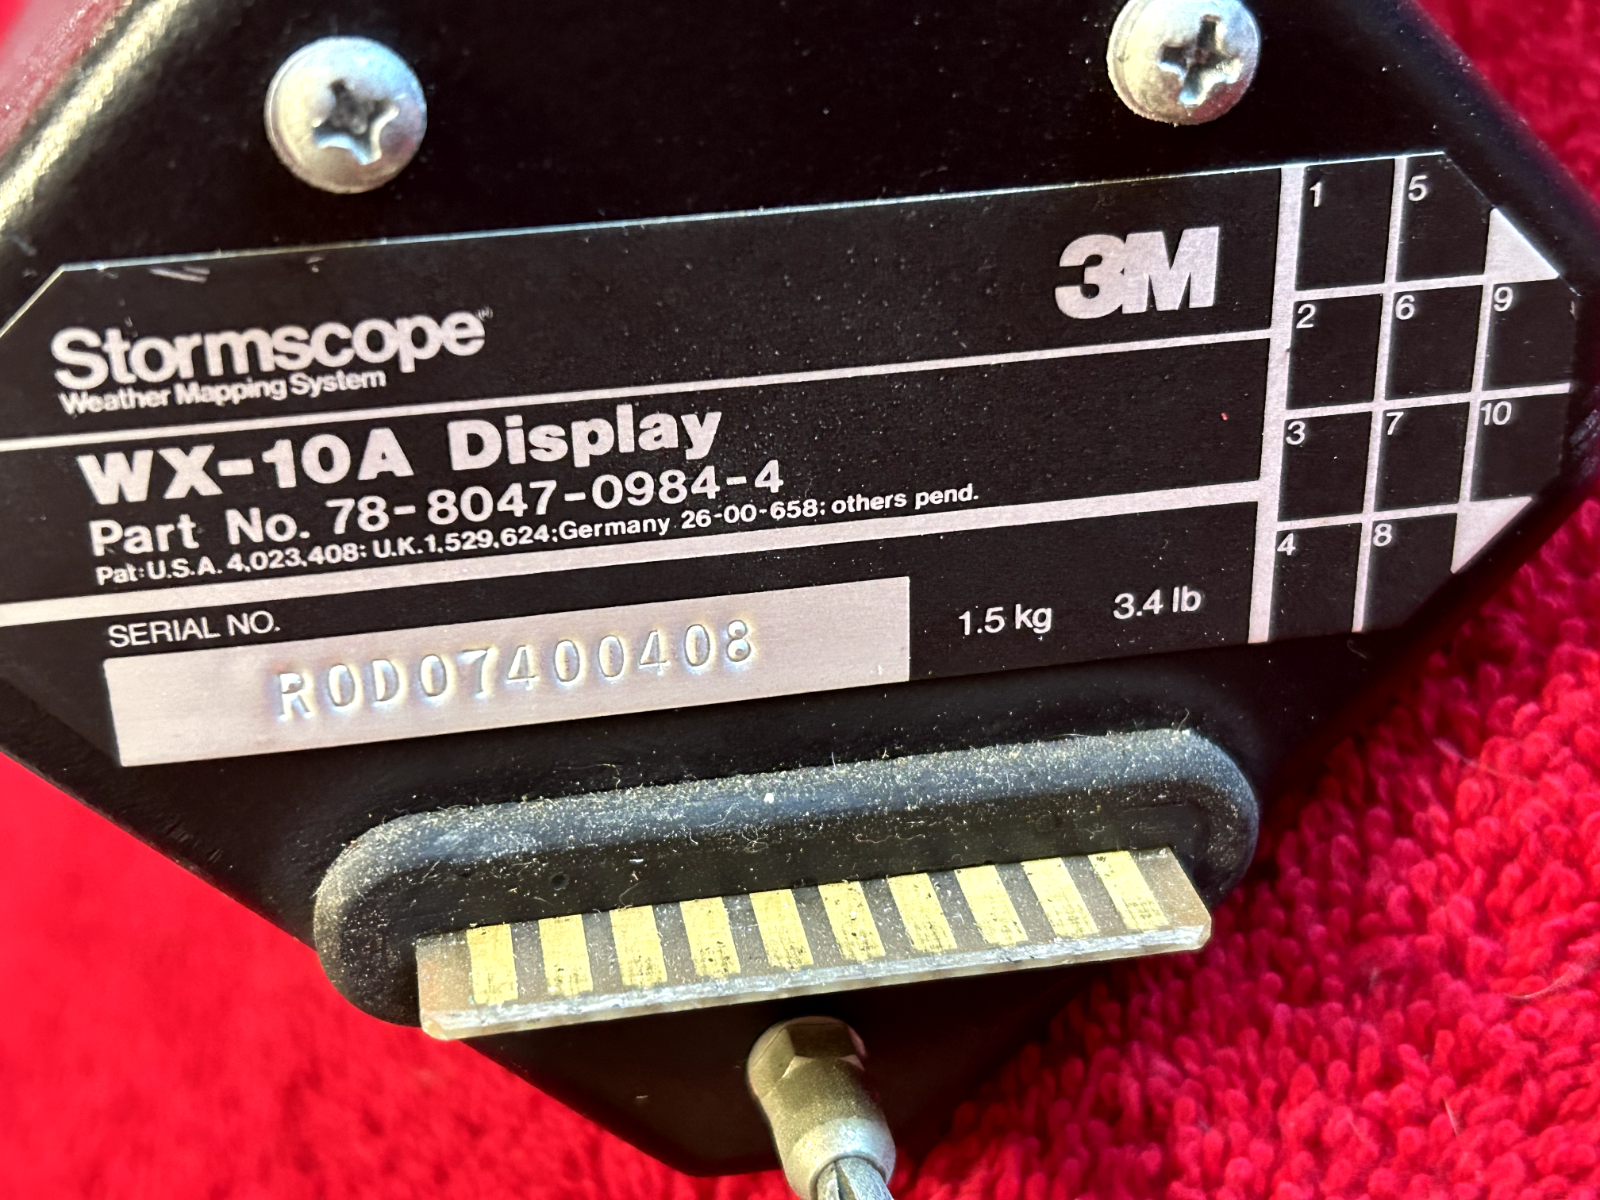 3M
Stormscope
Weather Mapping System
WX-10A Display
Part No. 78-8047-0984-4
Pat: U.S.A. 4,023,408; U.K. 1,529,624; Germany 26-00-658; others pend.
SERIAL NO.
R0D07400408
1.5 kg 3.4 lb
1 5
2 6 9
3 7 10
4 8